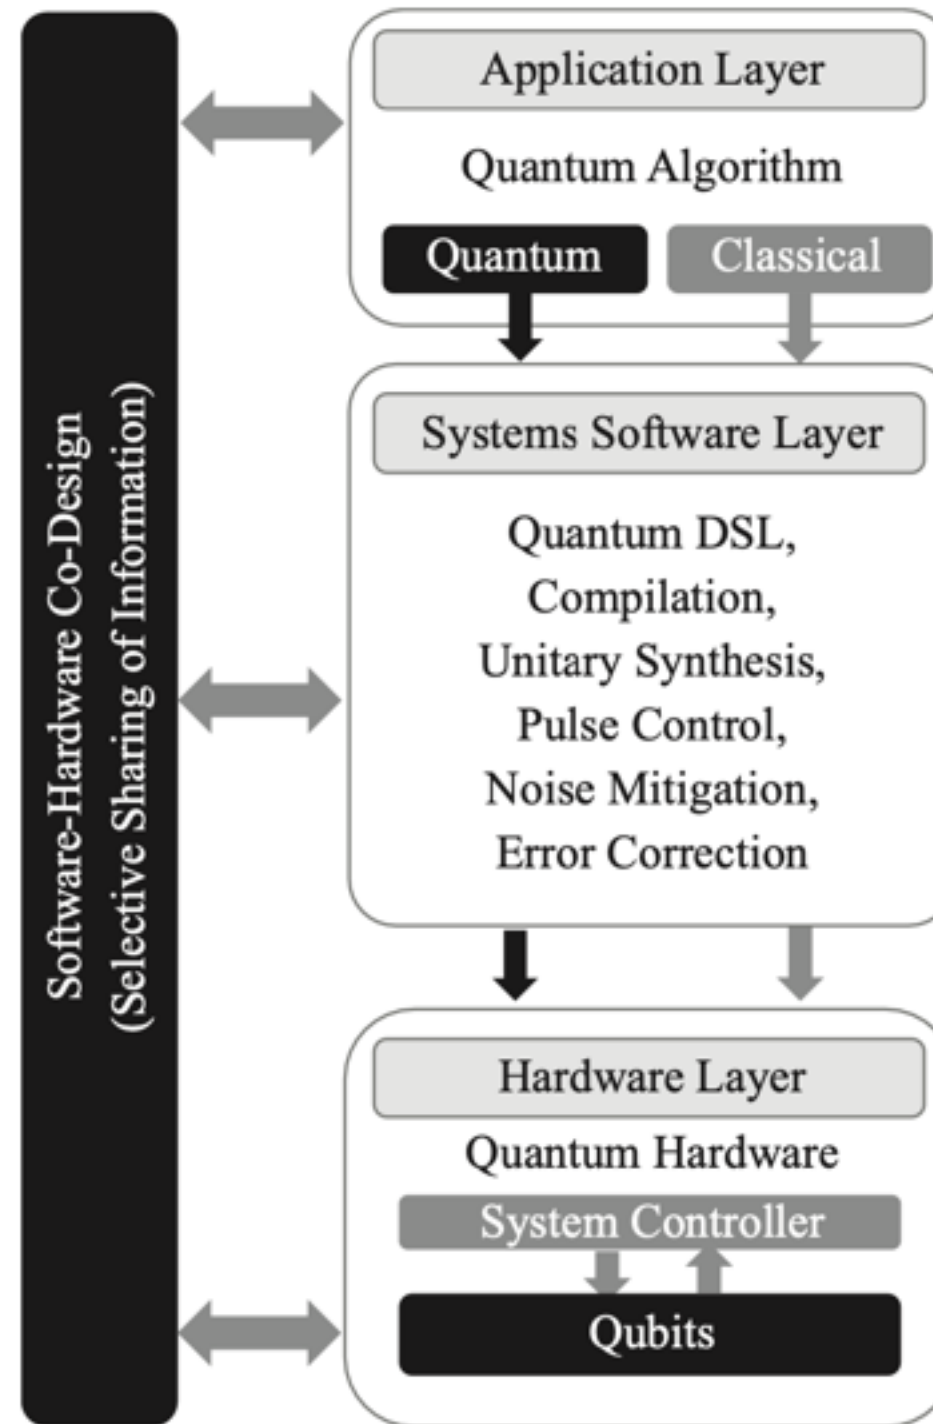 Software-Hardware Co-Design
(Selective Sharing of Information)
Application Layer
Quantum Algorithm
Quantum
Classical
Systems Software Layer
Quantum DSL,
Compilation,
Unitary Synthesis,
Pulse Control,
Noise Mitigation,
Error Correction
Hardware Layer
Quantum Hardware
System Controller
Qubits